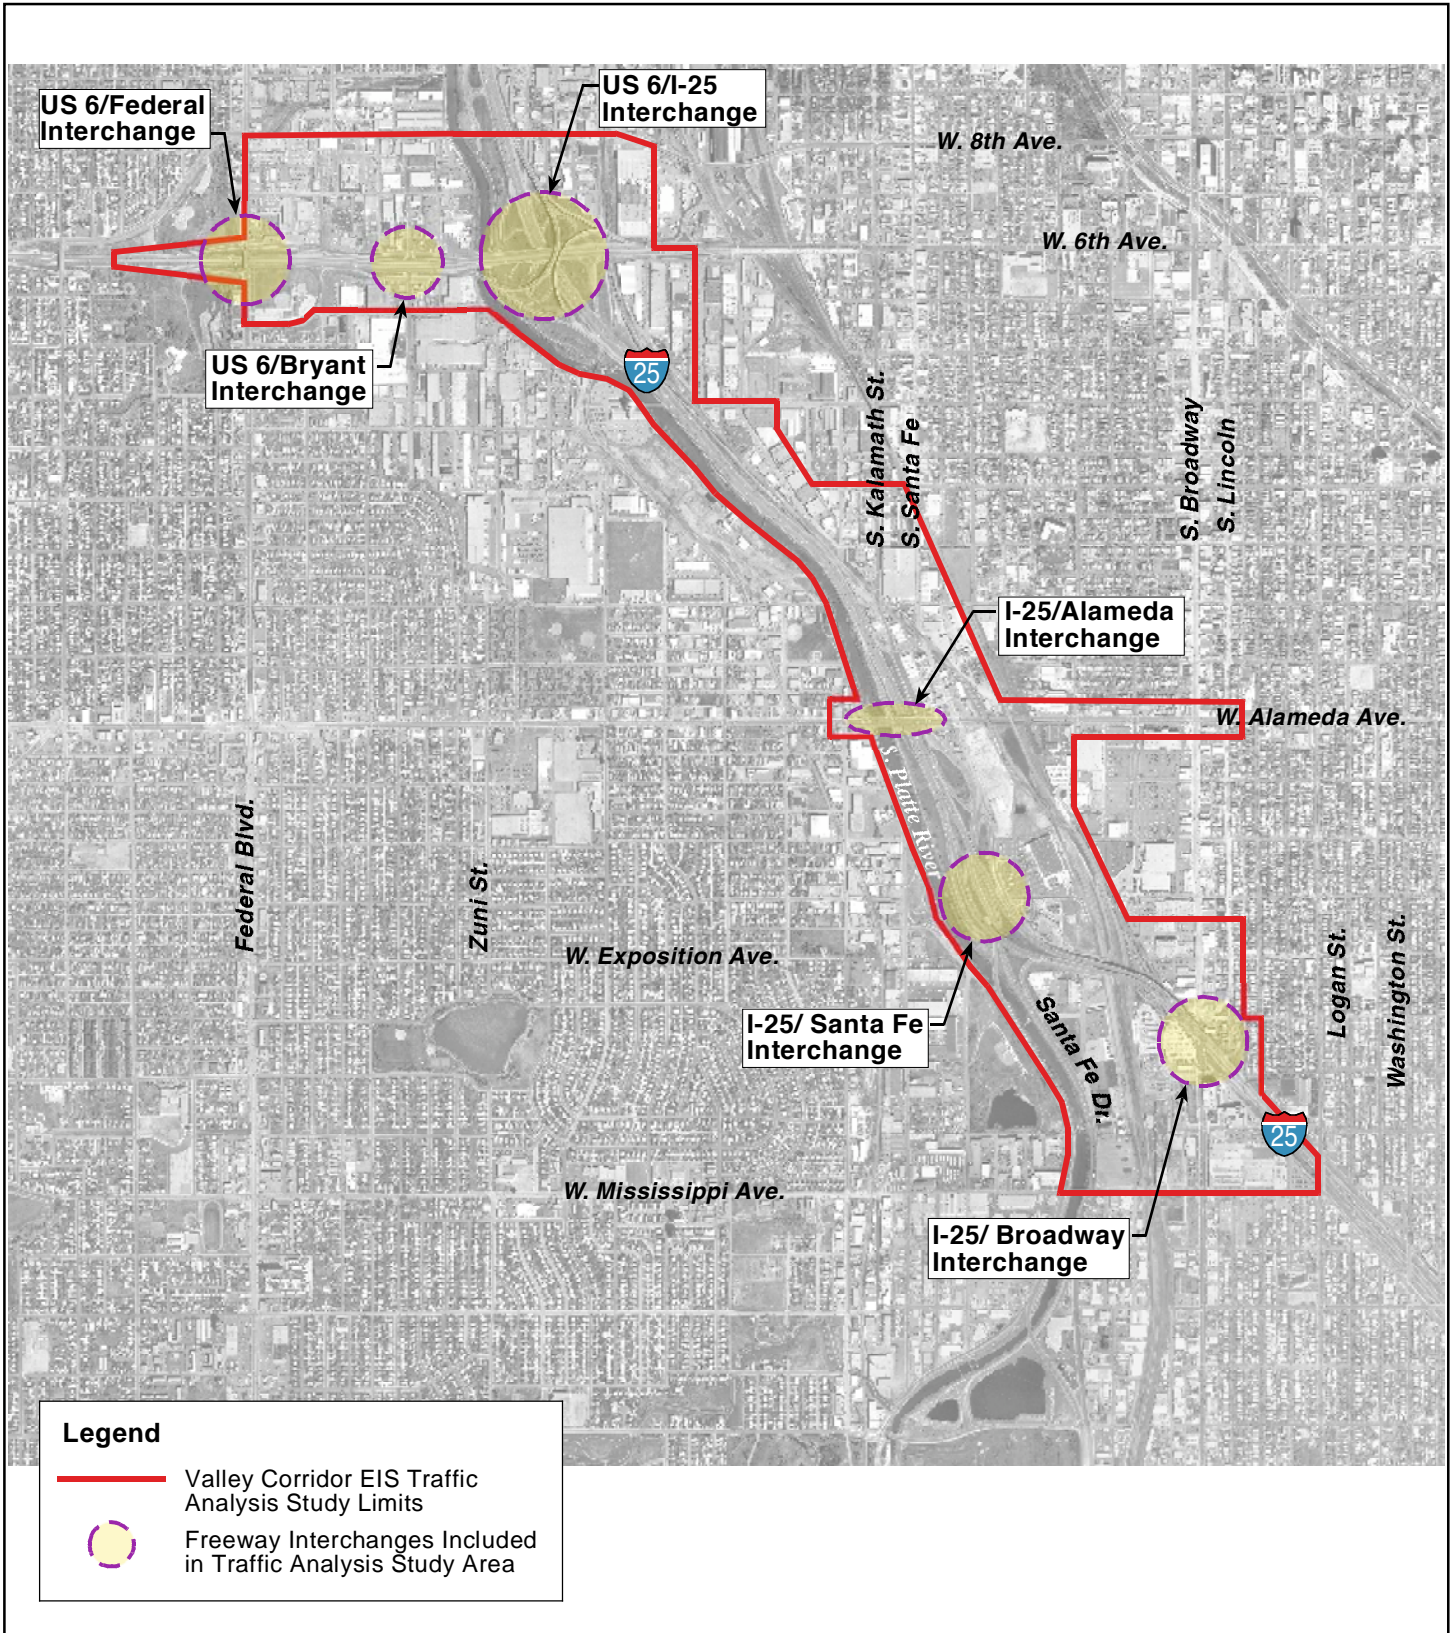 US 6/Federal
Interchange
US 6/I-25
Interchange
W. 8th Ave.
W. 6th Ave.
US 6/Bryant
Interchange
25
S. Kalamath St.
S. Santa Fe
S. Broadway
S. Lincoln
I-25/Alameda
Interchange
W. Alameda Ave.
S. Platte River
Federal Blvd.
Zuni St.
W. Exposition Ave.
Logan St.
Washington St.
I-25/ Santa Fe
Interchange
Santa Fe Dr.
25
W. Mississippi Ave.
I-25/ Broadway
Interchange
Legend
Valley Corridor EIS Traffic
Analysis Study Limits
Freeway Interchanges Included
in Traffic Analysis Study Area